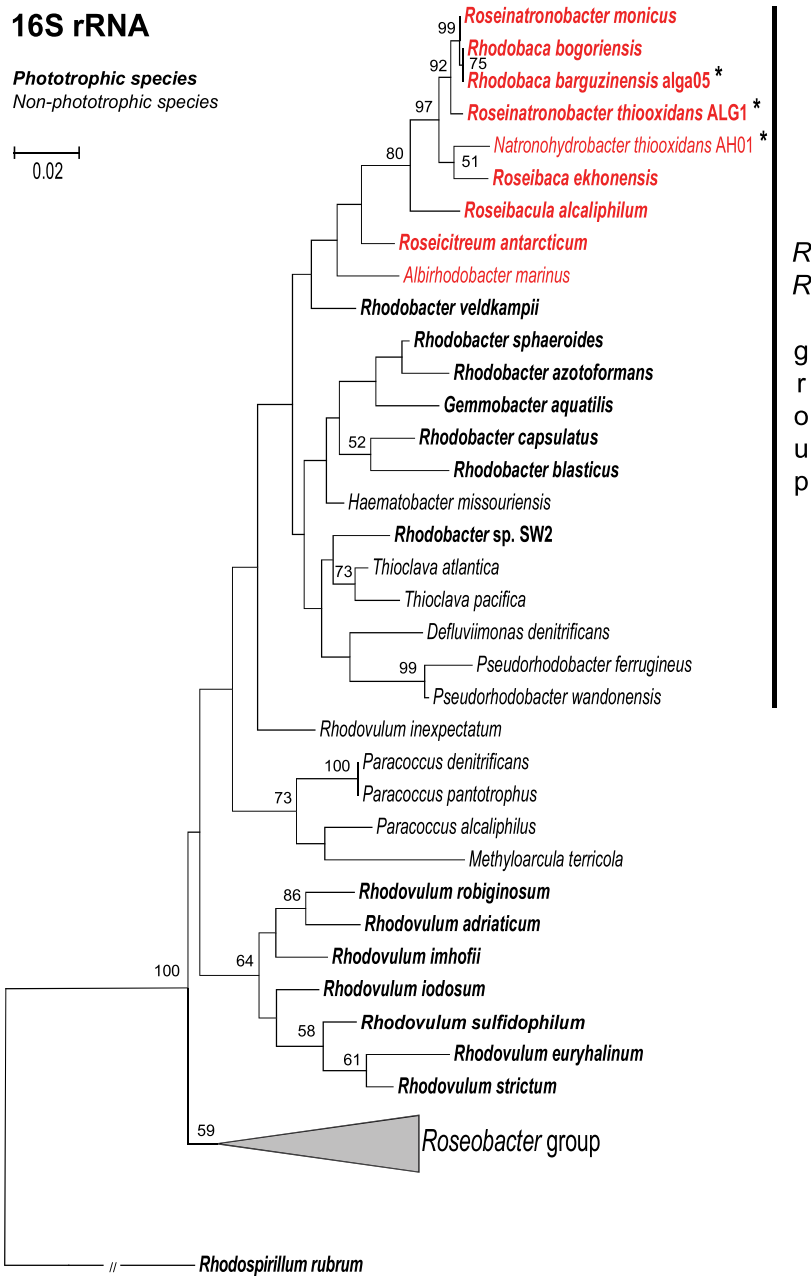 16S rRNA
Phototrophic species
Non-phototrophic species
0.02
99
Roseinatronobacter monicus
Rhodobaca bogoriensis
75
92
Rhodobaca barguzinensis alga05 *
97
Roseinatronobacter thiooxidans ALG1 *
Natronohydrobacter thiooxidans AH01 *
80
51
Roseibaca ekhonensis
Roseibacula alcaliphilum
Roseicitreum antarcticum
Albirhodobacter marinus
Rhodobacter veldkampii
R
R
g
r
o
u
p
Rhodobacter sphaeroides
Rhodobacter azotoformans
Gemmobacter aquatilis
52
Rhodobacter capsulatus
Rhodobacter blasticus
Haematobacter missouriensis
Rhodobacter sp. SW2
73
Thioclava atlantica
Thioclava pacifica
Defluviimonas denitrificans
99
Pseudorhodobacter ferrugineus
Pseudorhodobacter wandonensis
Rhodovulum inexpectatum
100
Paracoccus denitrificans
73
Paracoccus pantotrophus
Paracoccus alcaliphilus
Methyloarcula terricola
86
Rhodovulum robiginosum
Rhodovulum adriaticum
64
Rhodovulum imhofii
100
Rhodovulum iodosum
58
Rhodovulum sulfidophilum
61
Rhodovulum euryhalinum
Rhodovulum strictum
59
Roseobacter group
//
Rhodospirillum rubrum